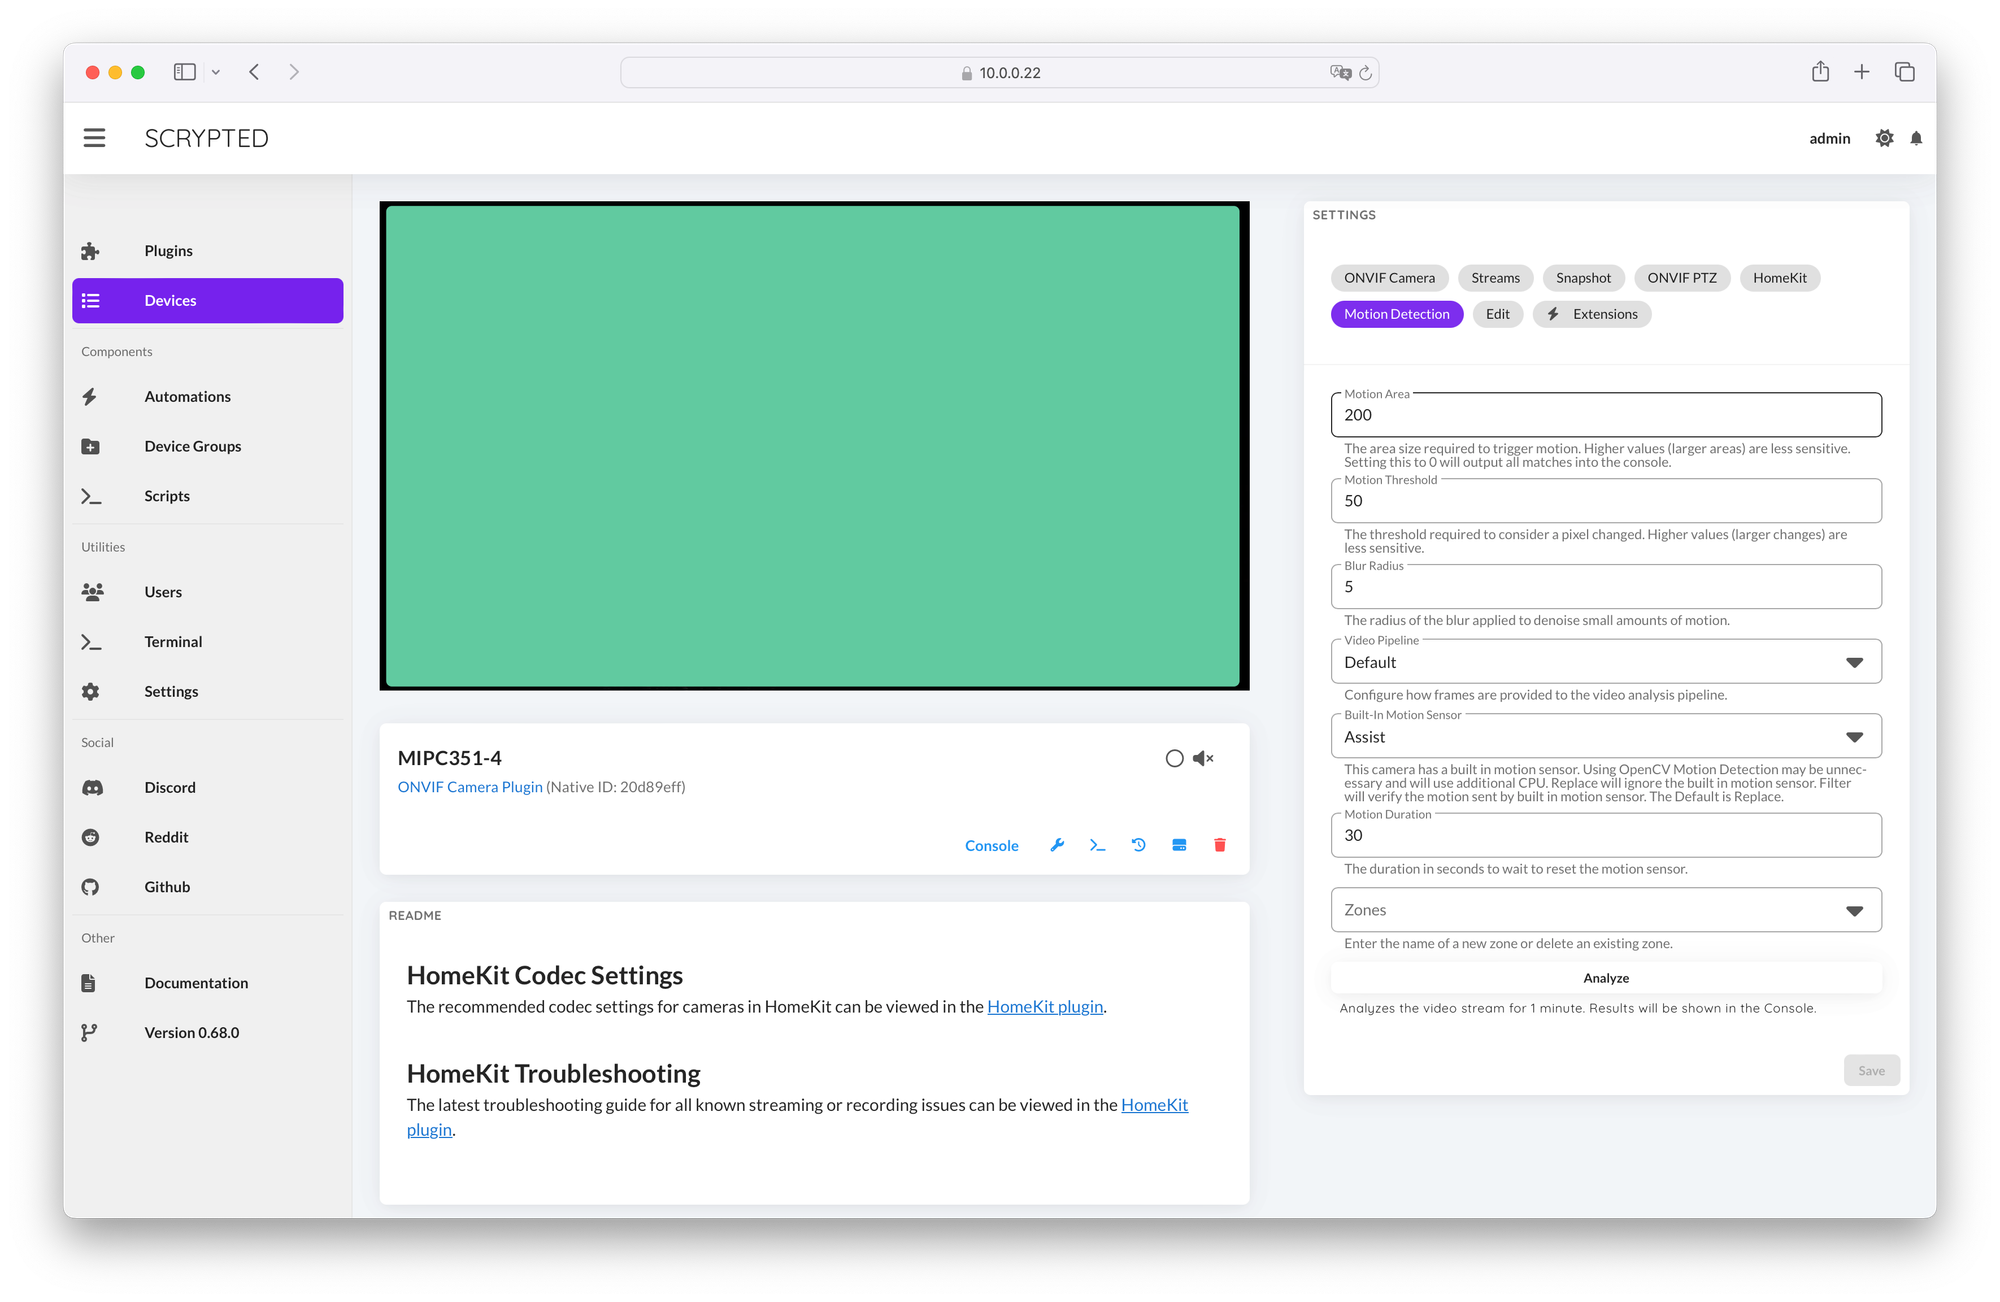 10.0.0.22
SCRYPTED
admin
Plugins
Devices
Components
Automations
Device Groups
Scripts
Utilities
Users
Terminal
Settings
Social
Discord
Reddit
Github
Other
Documentation
Version 0.68.0
MIPC351-4
ONVIF Camera Plugin (Native ID: 20d89eff)
Console
README
HomeKit Codec Settings
The recommended codec settings for cameras in HomeKit can be viewed in the HomeKit plugin.
HomeKit Troubleshooting
The latest troubleshooting guide for all known streaming or recording issues can be viewed in the HomeKit
plugin.
SETTINGS
ONVIF Camera Streams Snapshot ONVIF PTZ HomeKit
Motion Detection Edit Extensions
Motion Area
200
The area size required to trigger motion. Higher values (larger areas) are less sensitive.
Setting this to 0 will output all matches into the console.
Motion Threshold
50
The threshold required to consider a pixel changed. Higher values (larger changes) are
less sensitive.
Blur Radius
5
The radius of the blur applied to denoise small amounts of motion.
Video Pipeline
Default
Configure how frames are provided to the video analysis pipeline.
Built-In Motion Sensor
Assist
This camera has a built in motion sensor. Using OpenCV Motion Detection may be unnec-
essary and will use additional CPU. Replace will ignore the built in motion sensor. Filter
will verify the motion sent by built in motion sensor. The Default is Replace.
Motion Duration
30
The duration in seconds to wait to reset the motion sensor.
Zones
Enter the name of a new zone or delete an existing zone.
Analyze
Analyzes the video stream for 1 minute. Results will be shown in the Console.
Save